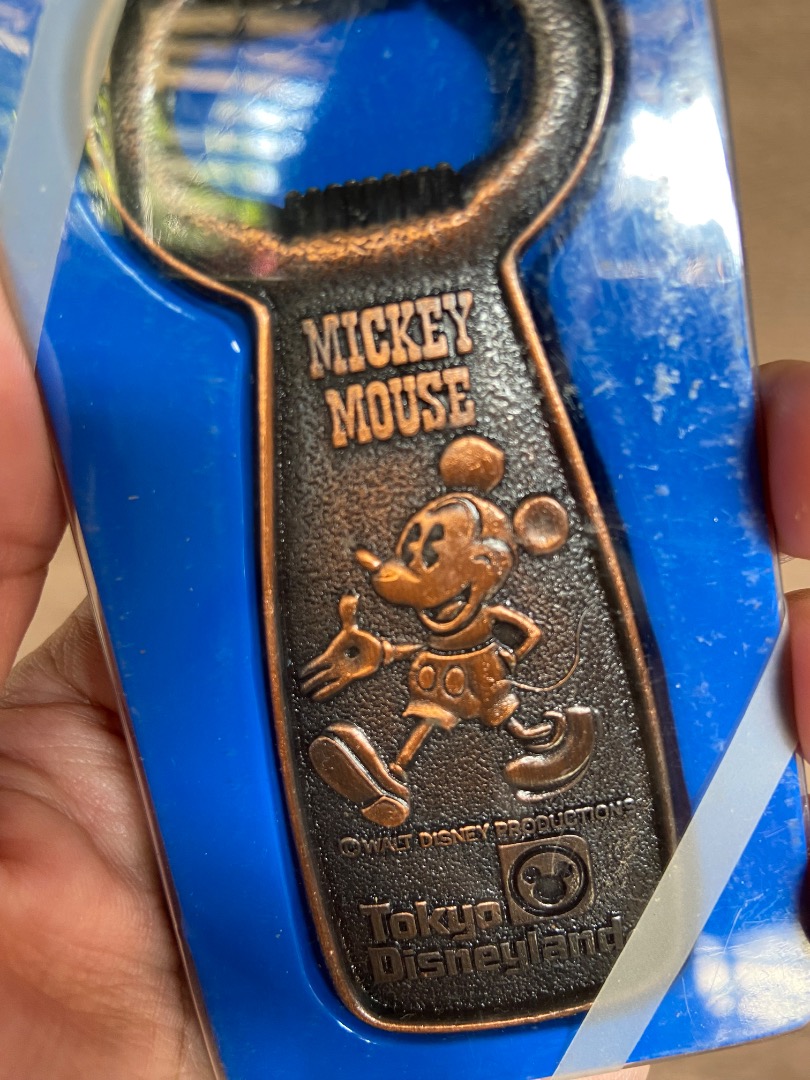 MICKEY
MOUSE
©WALT DISNEY PRODUCTIONS
Tokyo
Disneyland